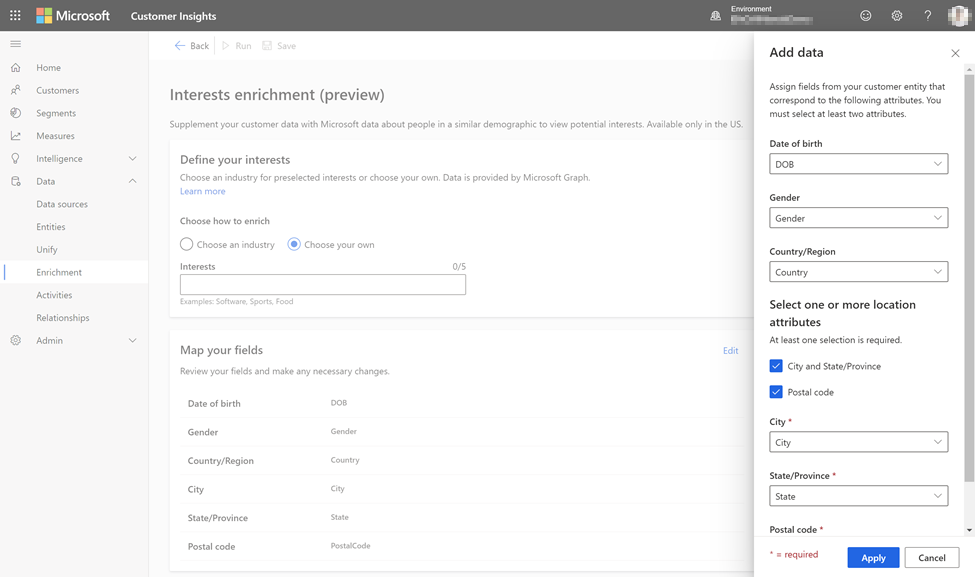 Microsoft
Customer Insights
Environment
?
Home
Customers
Segments
Measures
Intelligence
Data
Data sources
Entities
Unify
Enrichment
Activities
Relationships
Admin
Back
Run
Save
Interests enrichment (preview)
Supplement your customer data with Microsoft data about people in a similar demographic to view potential interests. Available only in the US.
Define your interests
Choose an industry for preselected interests or choose your own. Data is provided by Microsoft Graph.
Learn more
Choose how to enrich
Choose an industry
Choose your own
Interests
0/5
Examples: Software, Sports, Food
Map your fields
Edit
Review your fields and make any necessary changes.
Date of birth DOB
Gender Gender
Country/Region Country
City City
State/Province State
Postal code PostalCode
Add data
Assign fields from your customer entity that
correspond to the following attributes. You
must select at least two attributes.
Date of birth
DOB
Gender
Gender
Country/Region
Country
Select one or more location
attributes
At least one selection is required.
City and State/Province
Postal code
City *
City
State/Province *
State
Postal code *
* = required
Apply
Cancel